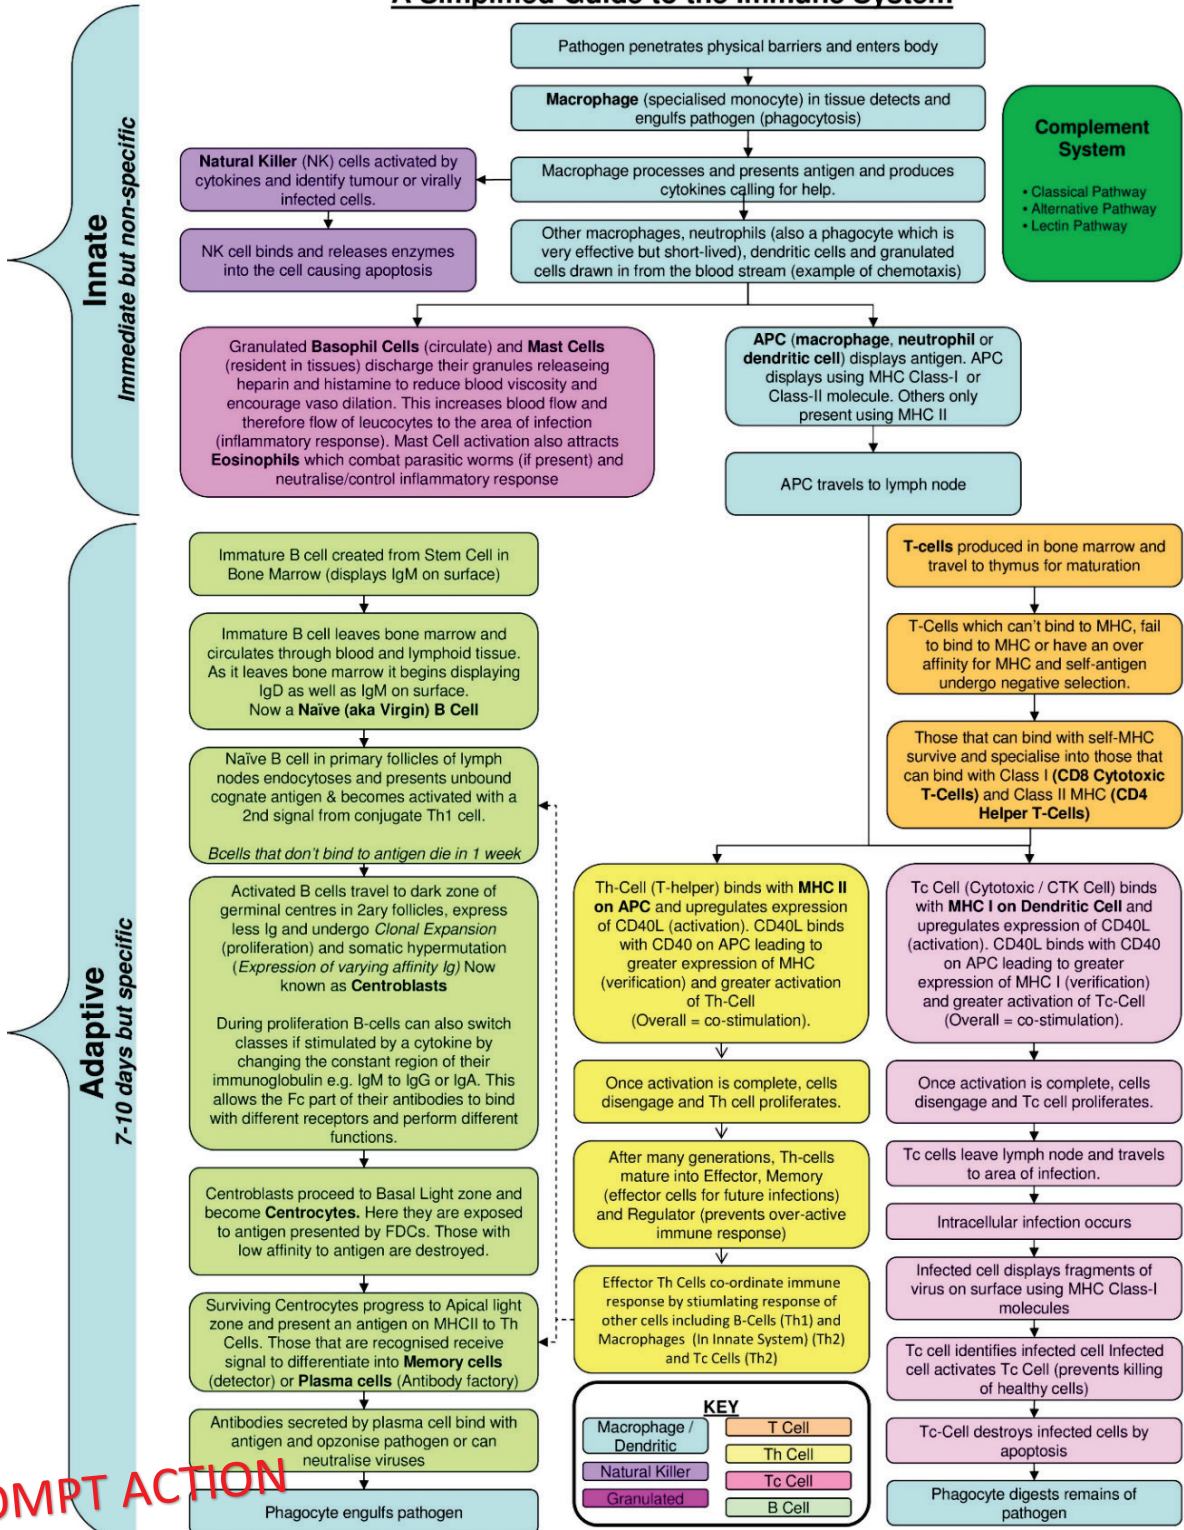 A Simplified Guide to the Immune System
Pathogen penetrates physical barriers and enters body
Macrophage (specialised monocyte) in tissue detects and
engulfs pathogen (phagocytosis)
Complement
System
• Classical Pathway
• Alternative Pathway
• Lectin Pathway
Natural Killer (NK) cells activated by
cytokines and identify tumour or virally
infected cells.
Macrophage processes and presents antigen and produces
cytokines calling for help.
NK cell binds and releases enzymes
into the cell causing apoptosis
Other macrophages, neutrophils (also a phagocyte which is
very effective but short-lived), dendritic cells and granulated
cells drawn in from the blood stream (example of chemotaxis)
Innate
Immediate but non-specific
Granulated Basophil Cells (circulate) and Mast Cells
(resident in tissues) discharge their granules releaseing
heparin and histamine to reduce blood viscosity and
encourage vaso dilation. This increases blood flow and
therefore flow of leucocytes to the area of infection
(inflammatory response). Mast Cell activation also attracts
Eosinophils which combat parasitic worms (if present) and
neutralise/control inflammatory response
APC (macrophage, neutrophil or
dendritic cell) displays antigen. APC
displays using MHC Class-I or
Class-II molecule. Others only
present using MHC II
APC travels to lymph node
Adaptive
7-10 days but specific
Immature B cell created from Stem Cell in
Bone Marrow (displays IgM on surface)
Immature B cell leaves bone marrow and
circulates through blood and lymphoid tissue.
As it leaves bone marrow it begins displaying
IgD as well as IgM on surface.
Now a Naïve (aka Virgin) B Cell
Naïve B cell in primary follicles of lymph
nodes endocytoses and presents unbound
cognate antigen & becomes activated with a
2nd signal from conjugate Th1 cell.
Bcells that don't bind to antigen die in 1 week
Activated B cells travel to dark zone of
germinal centres in 2ary follicles, express
less Ig and undergo Clonal Expansion
(proliferation) and somatic hypermutation
(Expression of varying affinity Ig) Now
known as Centroblasts
During proliferation B-cells can also switch
classes if stimulated by a cytokine by
changing the constant region of their
immunoglobulin e.g. IgM to IgG or IgA. This
allows the Fc part of their antibodies to bind
with different receptors and perform different
functions.
Centroblasts proceed to Basal Light zone and
become Centrocytes. Here they are exposed
to antigen presented by FDCs. Those with
low affinity to antigen are destroyed.
Surviving Centrocytes progress to Apical light
zone and present an antigen on MHCII to Th
Cells. Those that are recognised receive
signal to differentiate into Memory cells
(detector) or Plasma cells (Antibody factory)
Antibodies secreted by plasma cell bind with
antigen and opzonise pathogen or can
neutralise viruses
Phagocyte engulfs pathogen
T-cells produced in bone marrow and
travel to thymus for maturation
T-Cells which can't bind to MHC, fail
to bind to MHC or have an over
affinity for MHC and self-antigen
undergo negative selection.
Those that can bind with self-MHC
survive and specialise into those that
can bind with Class I (CD8 Cytotoxic
T-Cells) and Class II MHC (CD4
Helper T-Cells)
Th-Cell (T-helper) binds with MHC II
on APC and upregulates expression
of CD40L (activation). CD40L binds
with CD40 on APC leading to
greater expression of MHC
(verification) and greater activation
of Th-Cell
(Overall = co-stimulation).
Once activation is complete, cells
disengage and Th cell proliferates.
After many generations, Th-cells
mature into Effector, Memory
(effector cells for future infections)
and Regulator (prevents over-active
immune response)
Effector Th Cells co-ordinate immune
response by stiumlating response of
other cells including B-Cells (Th1) and
Macrophages (In Innate System) (Th2)
and Tc Cells (Th2)
Tc Cell (Cytotoxic / CTK Cell) binds
with MHC I on Dendritic Cell and
upregulates expression of CD40L
(activation). CD40L binds with CD40
on APC leading to greater
expression of MHC I (verification)
and greater activation of Tc-Cell
(Overall = co-stimulation).
Once activation is complete, cells
disengage and Tc cell proliferates.
Tc cells leave lymph node and travels
to area of infection.
Intracellular infection occurs
Infected cell displays fragments of
virus on surface using MHC Class-I
molecules
Tc cell identifies infected cell Infected
cell activates Tc Cell (prevents killing
of healthy cells)
Tc-Cell destroys infected cells by
apoptosis
Phagocyte digests remains of
pathogen
KEY
Macrophage /
Dendritic
Natural Killer
Granulated
T Cell
Th Cell
Tc Cell
B Cell
OMPT ACTION